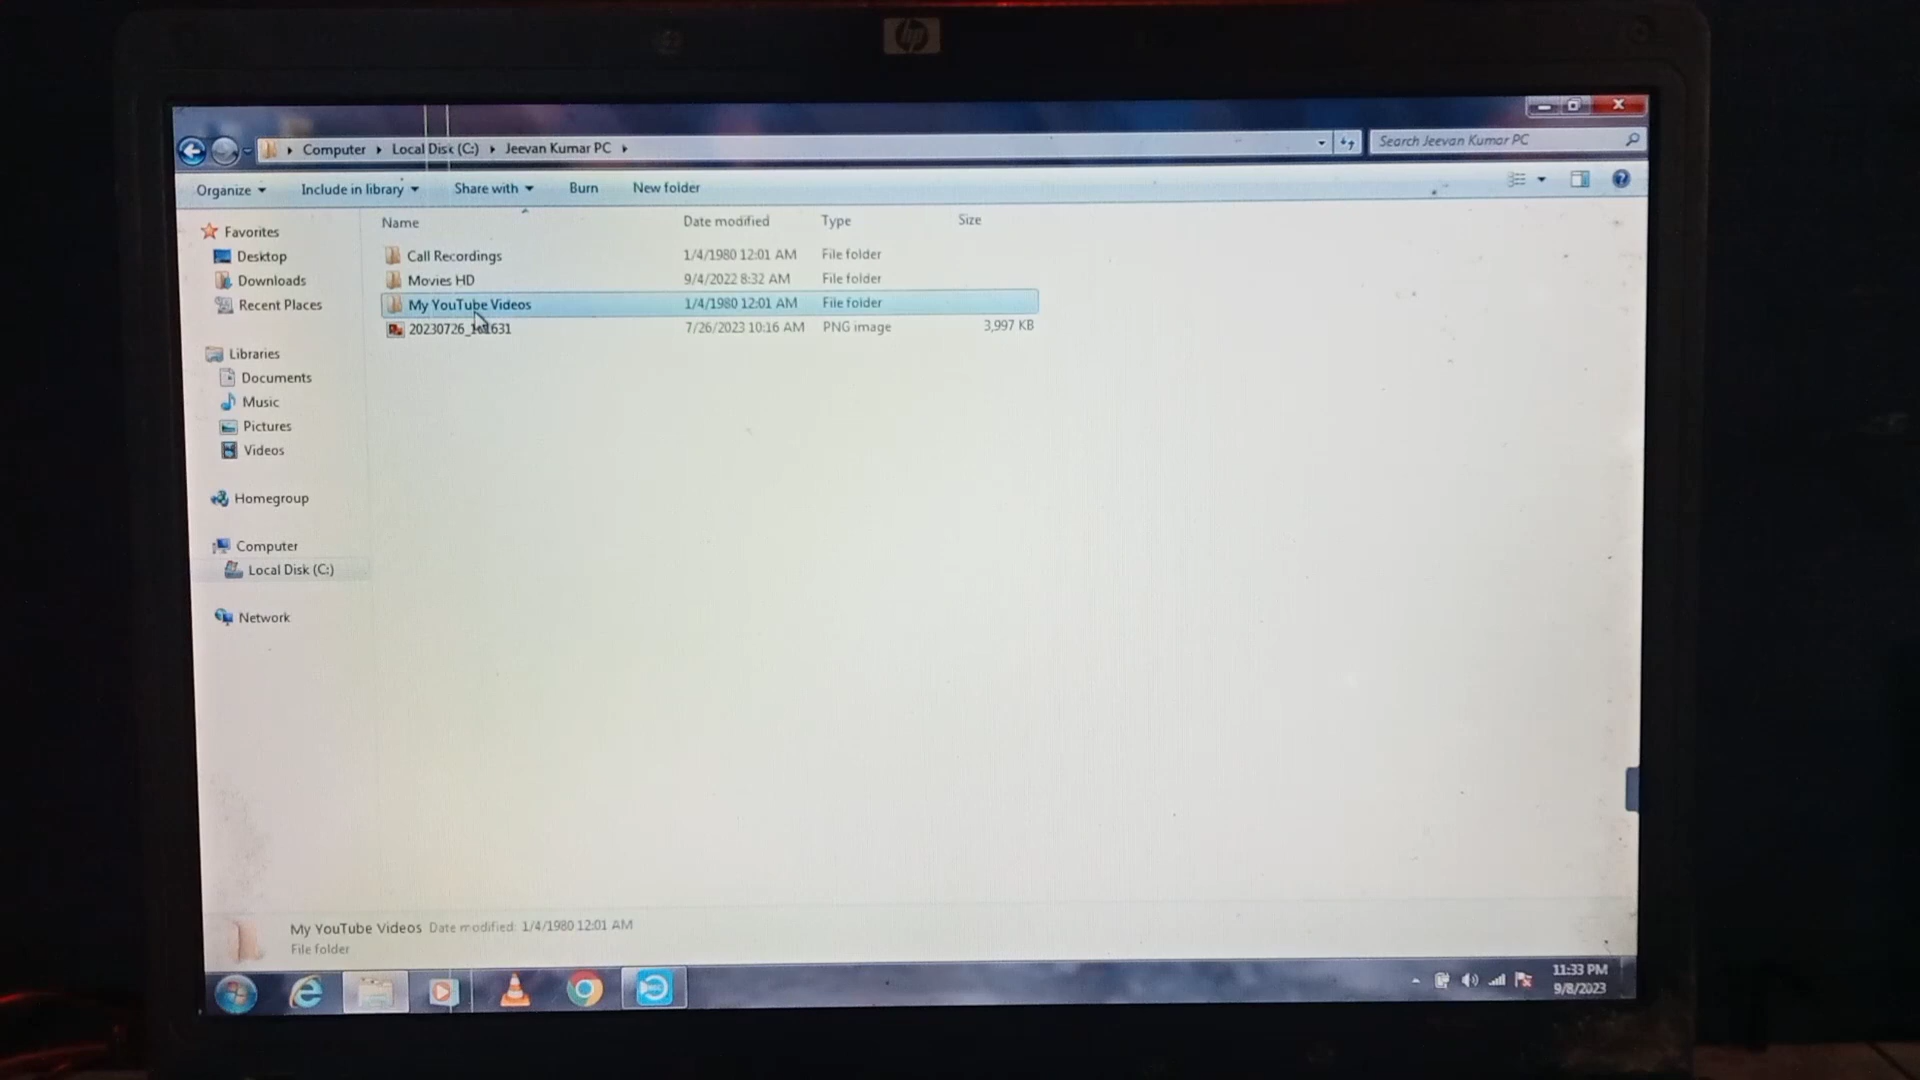 hp
Computer Local Disk (C:) Jeevan Kumar PC
Search Jeevan Kumar PC
Organize Include in library Share with Burn New folder
Name Date modified Type Size
Favorites
Desktop
Downloads
Recent Places
Libraries
Documents
Music
Pictures
Videos
Homegroup
Computer
Local Disk (C:)
Network
Call Recordings 1/4/1980 12:01 AM File folder
Movies HD 9/4/2022 8:32 AM File folder
My YouTube Videos 1/4/1980 12:01 AM File folder
7/26/2023 10:16 AM PNG image 3,997 KB
My YouTube Videos Date modified: 1/4/1980 12:01 AM
File folder
11:33 PM
9/8/2023